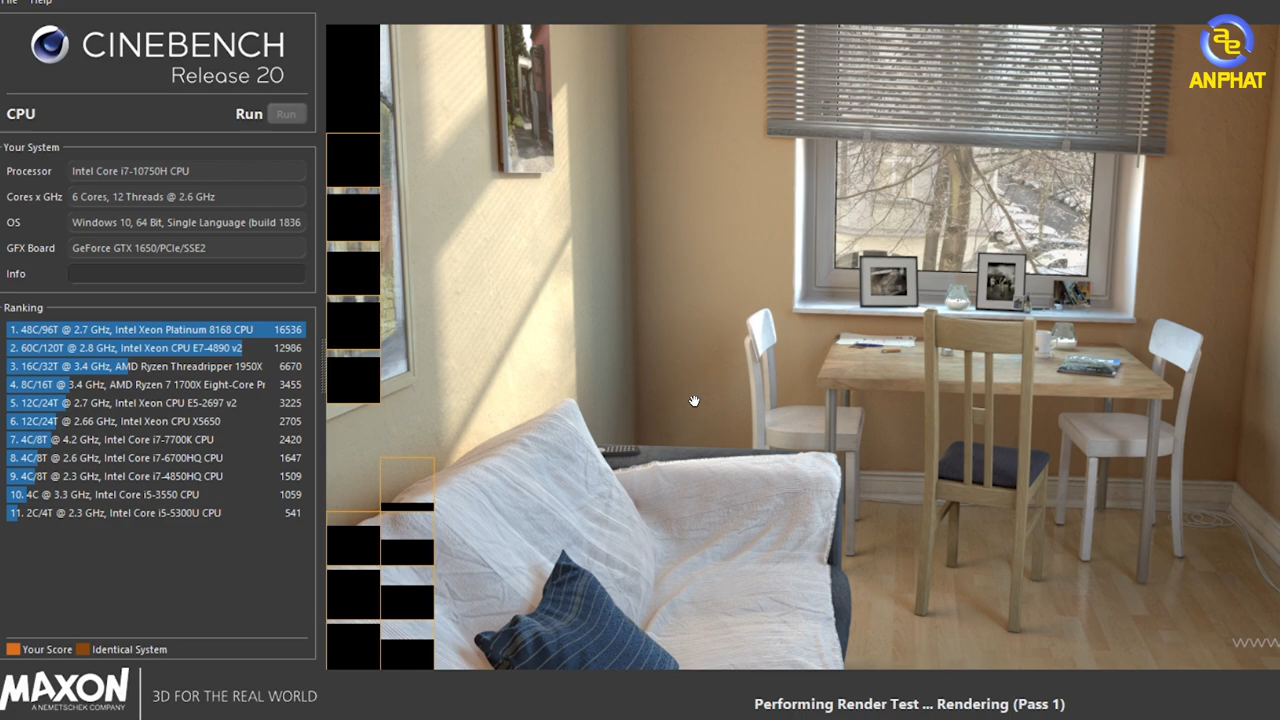 File Help
CINEBENCH
Release 20
CPU Run Run
Your System
Processor Intel Core i7-10750H CPU
Cores x GHz 6 Cores, 12 Threads @ 2.6 GHz
OS Windows 10, 64 Bit, Single Language (build 1836
GFX Board GeForce GTX 1650/PCIe/SSE2
Info
Ranking
1. 48C/96T @ 2.7 GHz, Intel Xeon Platinum 8168 CPU 16536
2. 60C/120T @ 2.8 GHz, Intel Xeon CPU E7-4890 v2 12986
3. 16C/32T @ 3.4 GHz, AMD Ryzen Threadripper 1950X 6670
4. 8C/16T @ 3.4 GHz, AMD Ryzen 7 1700X Eight-Core Pr 3455
5. 12C/24T @ 2.7 GHz, Intel Xeon CPU E5-2697 v2 3225
6. 12C/24T @ 2.66 GHz, Intel Xeon CPU X5650 2705
7. 4C/8T @ 4.2 GHz, Intel Core i7-7700K CPU 2420
8. 4C/8T @ 2.6 GHz, Intel Core i7-6700HQ CPU 1647
9. 4C/8T @ 2.3 GHz, Intel Core i7-4850HQ CPU 1509
10. 4C @ 3.3 GHz, Intel Core i5-3550 CPU 1059
11. 2C/4T @ 2.3 GHz, Intel Core i5-5300U CPU 541
Your Score Identical System
MAXON
A NEMETSCHEK COMPANY
3D FOR THE REAL WORLD
ae
ANPHAT
www
Performing Render Test ... Rendering (Pass 1)